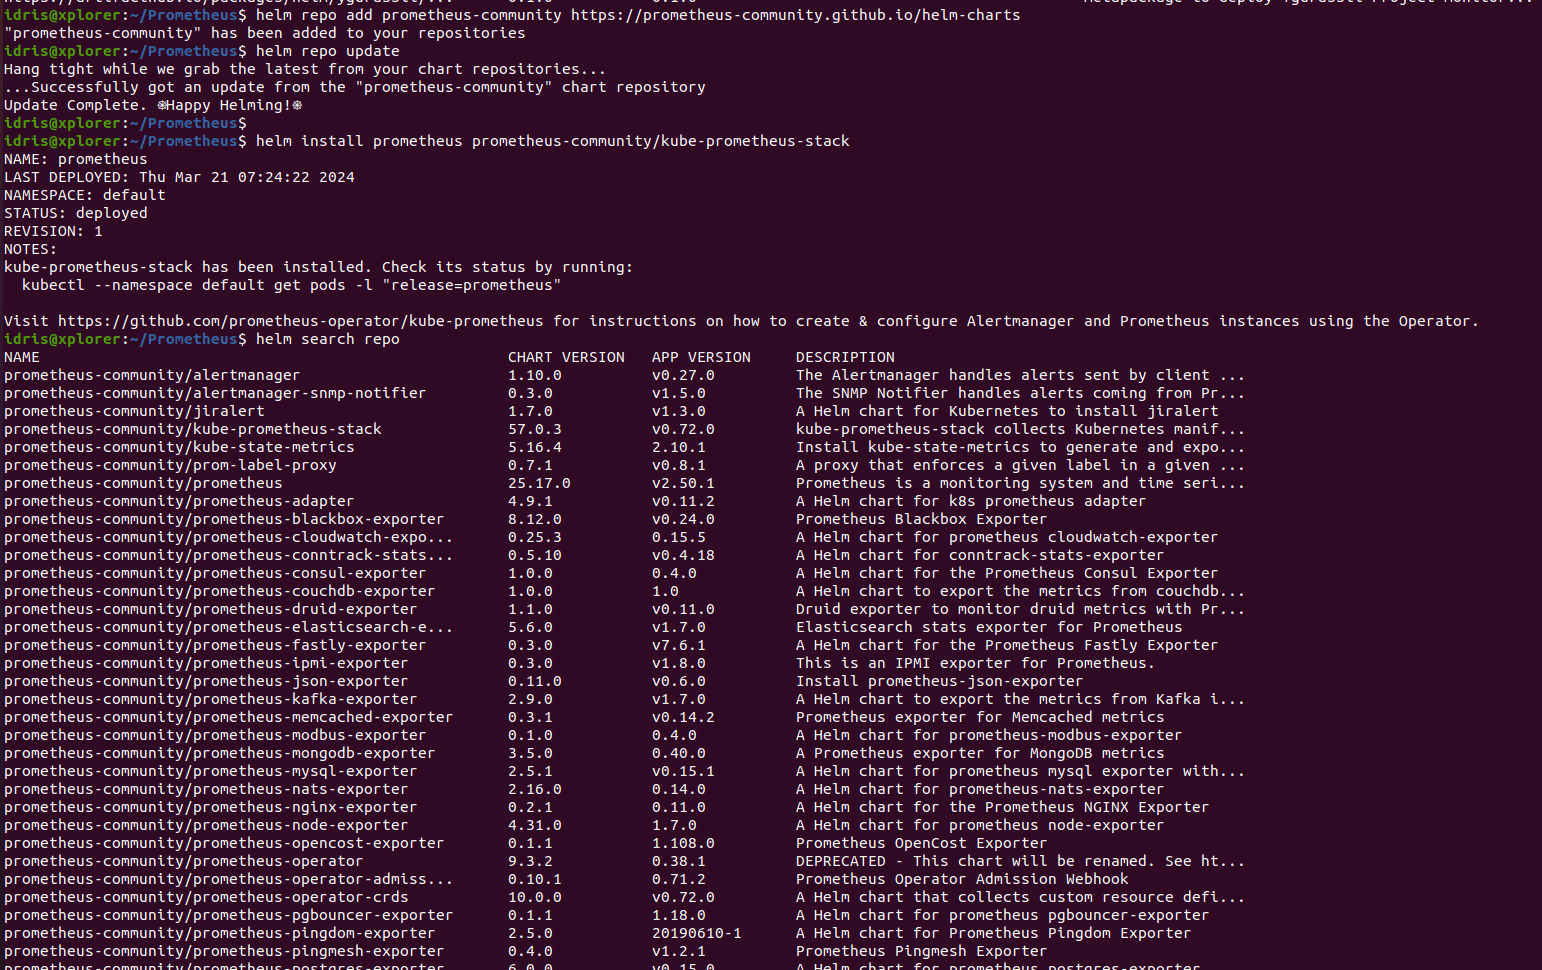 idris@xplorer:~/Prometheus$ helm repo add prometheus-community https://prometheus-community.github.io/helm-charts
"prometheus-community" has been added to your repositories
idris@xplorer:~/Prometheus$ helm repo update
Hang tight while we grab the latest from your chart repositories...
...Successfully got an update from the "prometheus-community" chart repository
Update Complete. ⎈Happy Helming!⎈
idris@xplorer:~/Prometheus$
idris@xplorer:~/Prometheus$ helm install prometheus prometheus-community/kube-prometheus-stack
NAME: prometheus
LAST DEPLOYED: Thu Mar 21 07:24:22 2024
NAMESPACE: default
STATUS: deployed
REVISION: 1
NOTES:
kube-prometheus-stack has been installed. Check its status by running:
  kubectl --namespace default get pods -l "release=prometheus"
Visit https://github.com/prometheus-operator/kube-prometheus for instructions on how to create & configure Alertmanager and Prometheus instances using the Operator.
idris@xplorer:~/Prometheus$ helm search repo
NAME CHART VERSION APP VERSION DESCRIPTION
prometheus-community/alertmanager 1.10.0 v0.27.0 The Alertmanager handles alerts sent by client ...
prometheus-community/alertmanager-snmp-notifier 0.3.0 v1.5.0 The SNMP Notifier handles alerts coming from Pr...
prometheus-community/jiralert 1.7.0 v1.3.0 A Helm chart for Kubernetes to install jiralert
prometheus-community/kube-prometheus-stack 57.0.3 v0.72.0 kube-prometheus-stack collects Kubernetes manif...
prometheus-community/kube-state-metrics 5.16.4 2.10.1 Install kube-state-metrics to generate and expo...
prometheus-community/prom-label-proxy 0.7.1 v0.8.1 A proxy that enforces a given label in a given ...
prometheus-community/prometheus 25.17.0 v2.50.1 Prometheus is a monitoring system and time seri...
prometheus-community/prometheus-adapter 4.9.1 v0.11.2 A Helm chart for k8s prometheus adapter
prometheus-community/prometheus-blackbox-exporter 8.12.0 v0.24.0 Prometheus Blackbox Exporter
prometheus-community/prometheus-cloudwatch-expo... 0.25.3 0.15.5 A Helm chart for prometheus cloudwatch-exporter
prometheus-community/prometheus-conntrack-stats... 0.5.10 v0.4.18 A Helm chart for conntrack-stats-exporter
prometheus-community/prometheus-consul-exporter 1.0.0 0.4.0 A Helm chart for the Prometheus Consul Exporter
prometheus-community/prometheus-couchdb-exporter 1.0.0 1.0 A Helm chart to export the metrics from couchdb...
prometheus-community/prometheus-druid-exporter 1.1.0 v0.11.0 Druid exporter to monitor druid metrics with Pr...
prometheus-community/prometheus-elasticsearch-e... 5.6.0 v1.7.0 Elasticsearch stats exporter for Prometheus
prometheus-community/prometheus-fastly-exporter 0.3.0 v7.6.1 A Helm chart for the Prometheus Fastly Exporter
prometheus-community/prometheus-ipmi-exporter 0.3.0 v1.8.0 This is an IPMI exporter for Prometheus.
prometheus-community/prometheus-json-exporter 0.11.0 v0.6.0 Install prometheus-json-exporter
prometheus-community/prometheus-kafka-exporter 2.9.0 v1.7.0 A Helm chart to export the metrics from Kafka i...
prometheus-community/prometheus-memcached-exporter 0.3.1 v0.14.2 Prometheus exporter for Memcached metrics
prometheus-community/prometheus-modbus-exporter 0.1.0 0.4.0 A Helm chart for prometheus-modbus-exporter
prometheus-community/prometheus-mongodb-exporter 3.5.0 0.40.0 A Prometheus exporter for MongoDB metrics
prometheus-community/prometheus-mysql-exporter 2.5.1 v0.15.1 A Helm chart for prometheus mysql exporter with...
prometheus-community/prometheus-nats-exporter 2.16.0 0.14.0 A Helm chart for prometheus-nats-exporter
prometheus-community/prometheus-nginx-exporter 0.2.1 0.11.0 A Helm chart for the Prometheus NGINX Exporter
prometheus-community/prometheus-node-exporter 4.31.0 1.7.0 A Helm chart for prometheus node-exporter
prometheus-community/prometheus-opencost-exporter 0.1.1 1.108.0 Prometheus OpenCost Exporter
prometheus-community/prometheus-operator 9.3.2 0.38.1 DEPRECATED - This chart will be renamed. See ht...
prometheus-community/prometheus-operator-admiss... 0.10.1 0.71.2 Prometheus Operator Admission Webhook
prometheus-community/prometheus-operator-crds 10.0.0 v0.72.0 A Helm chart that collects custom resource defi...
prometheus-community/prometheus-pgbouncer-exporter 0.1.1 1.18.0 A Helm chart for prometheus pgbouncer-exporter
prometheus-community/prometheus-pingdom-exporter 2.5.0 20190610-1 A Helm chart for Prometheus Pingdom Exporter
prometheus-community/prometheus-pingmesh-exporter 0.4.0 v1.2.1 Prometheus Pingmesh Exporter
prometheus-community/prometheus-postgres-exporter 6.0.0 v0.15.0 A Helm chart for prometheus postgres-exporter